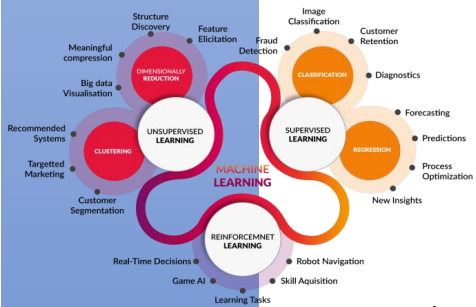 Structure
Discovery
Feature
Elicitation
Meaningful
compression
Big data
Visualisation
DIMENSIONALLY
REDUCTION
Recommended
Systems
Targetted
Marketing
Customer
Segmentation
CLUSTERING
UNSUPERVISED
LEARNING
Image
Classification
Fraud
Detection
Customer
Retention
Diagnostics
CLASSIFICATION
Forecasting
Predictions
Process
Optimization
New Insights
REGRESSION
SUPERVISED
LEARNING
MACHINE
LEARNING
REINFORCEMNET
LEARNING
Real-Time Decisions
Game AI
Learning Tasks
Skill Aquisition
Robot Navigation